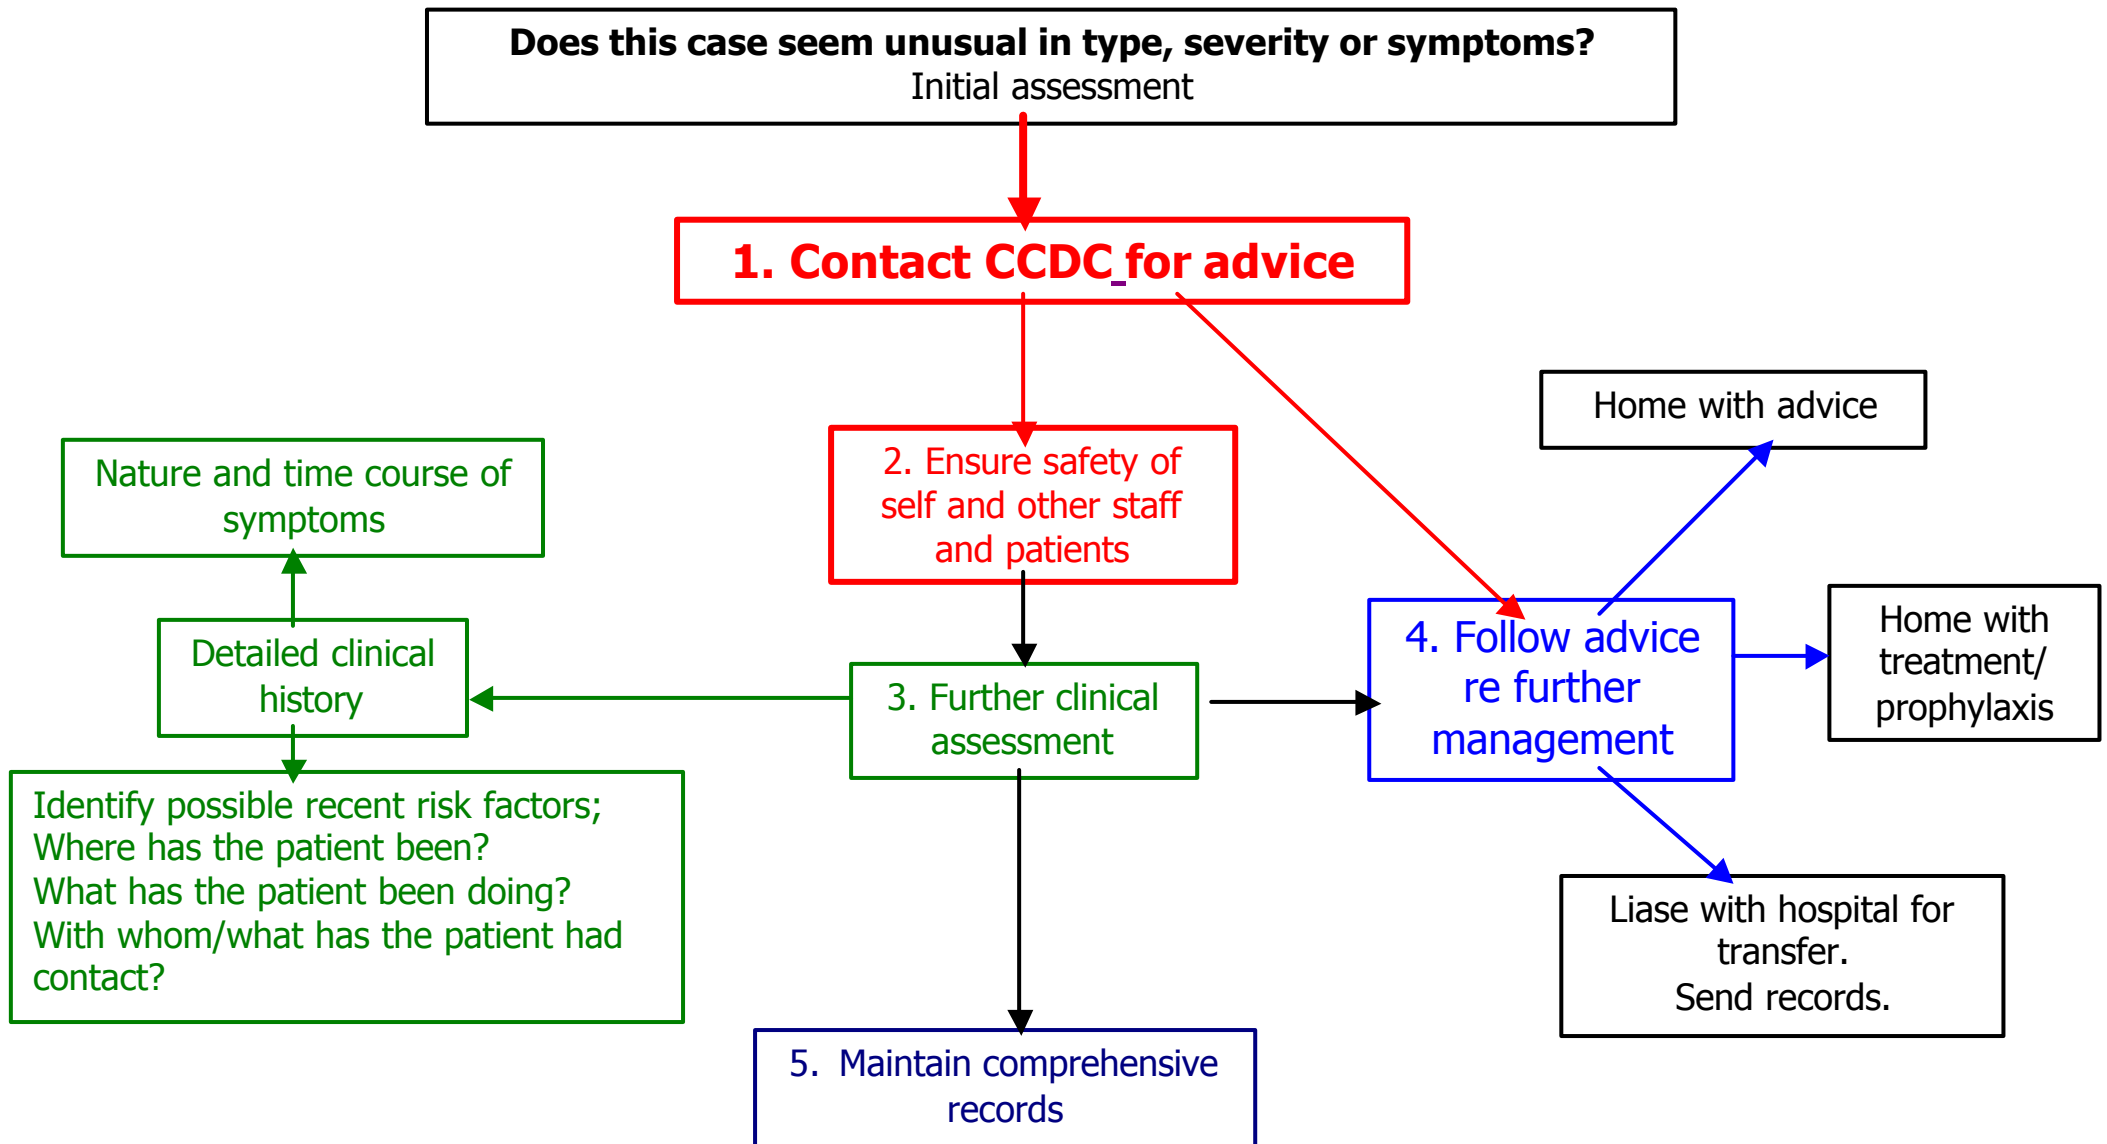 Does this case seem unusual in type, severity or symptoms?
Initial assessment
1. Contact CCDC for advice
Home with advice
2. Ensure safety of
self and other staff
and patients
Nature and time course of
symptoms
Detailed clinical
history
3. Further clinical
assessment
4. Follow advice
re further
management
Home with
treatment/
prophylaxis
Identify possible recent risk factors;
Where has the patient been?
What has the patient been doing?
With whom/what has the patient had
contact?
Liase with hospital for
transfer.
Send records.
5. Maintain comprehensive
records